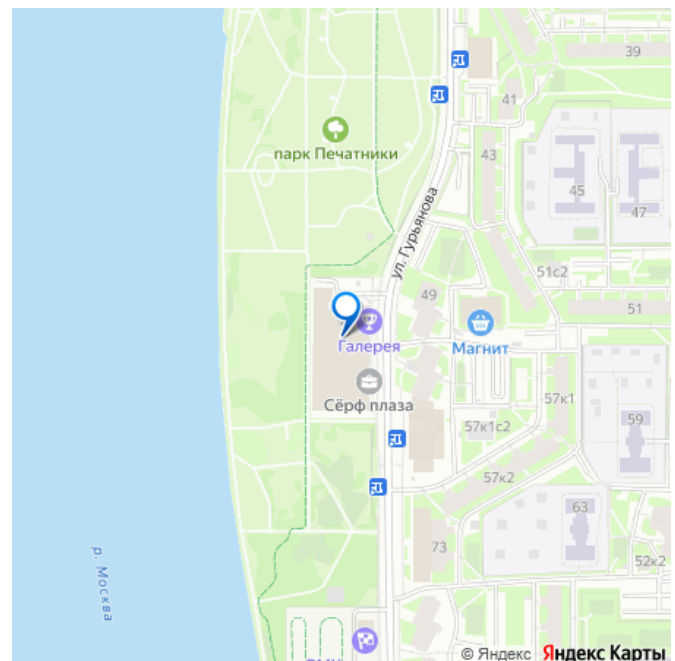 39
41
43
парк Печатники
45
47
ул. Гурьянова
51с2
49
51
Галерея
Магнит
Сёрф плаза
57к1
57к1с2
59
57к2
63
73
52к2
р. Москва
© Яндекс Яндекс Карты